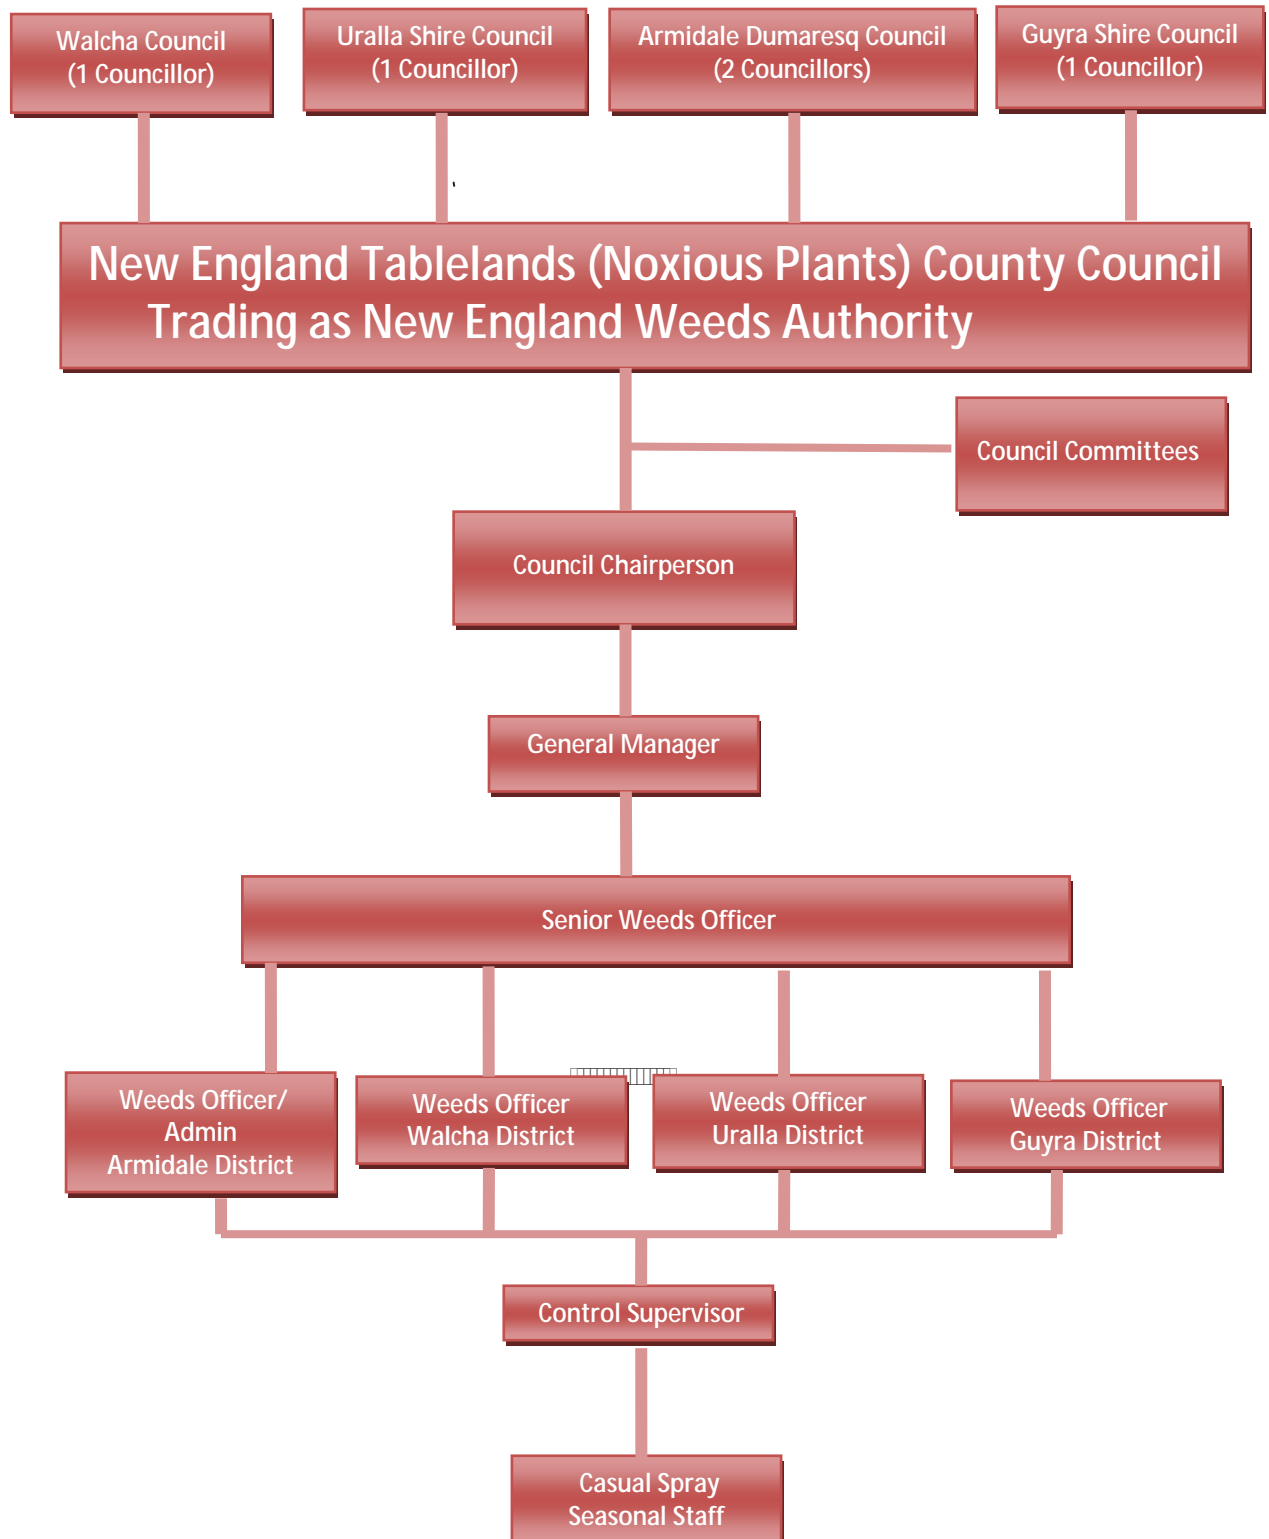 Walcha Council
(1 Councillor)
Uralla Shire Council
(1 Councillor)
Armidale Dumaresq Council
(2 Councillors)
Guyra Shire Council
(1 Councillor)
New England Tablelands (Noxious Plants) County Council
Trading as New England Weeds Authority
Council Committees
Council Chairperson
General Manager
Senior Weeds Officer
Weeds Officer/
Admin
Armidale District
Weeds Officer
Walcha District
Weeds Officer
Uralla District
Weeds Officer
Guyra District
Control Supervisor
Casual Spray
Seasonal Staff